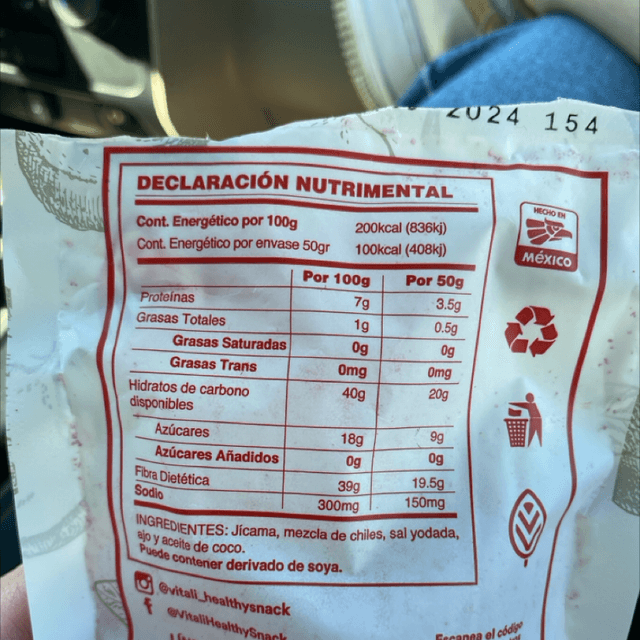 2024 154
DECLARACIÓN NUTRIMENTAL
Cont. Energético por 100g 200kcal (836kj)
Cont. Energético por envase 50gr 100kcal (408kj)
Por 100g Por 50g
Proteínas 7g 3.5g
Grasas Totales 1g 0.5g
Grasas Saturadas 0g 0g
Grasas Trans 0mg 0mg
Hidratos de carbono
disponibles 40g 20g
Azúcares 18g 9g
Azúcares Añadidos 0g 0g
Fibra Dietética 39g 19.5g
Sodio 300mg 150mg
INGREDIENTES: Jícama, mezcla de chiles, sal yodada,
ajo y aceite de coco.
Puede contener derivado de soya.
HECHO EN
MÉXICO
@vitali_healthysnack
@VitaliHealthySnack
Escanea el código